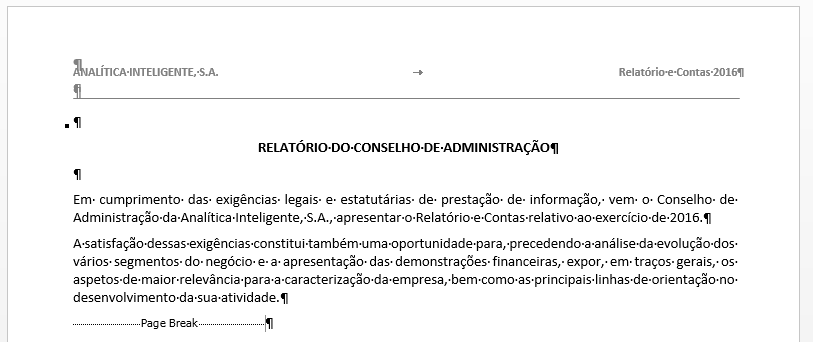 ANALÍTICA INTELIGENTE, S.A. → Relatório e Contas 2016¶
¶
¶
¶
RELATÓRIO DO CONSELHO DE ADMINISTRAÇÃO¶
¶
Em cumprimento das exigências legais e estatutárias de prestação de informação, vem o Conselho de
Administração da Analítica Inteligente, S.A., apresentar o Relatório e Contas relativo ao exercício de 2016.¶
A satisfação dessas exigências constitui também uma oportunidade para, precedendo a análise da evolução dos
vários segmentos do negócio e a apresentação das demonstrações financeiras, expor, em traços gerais, os
aspetos de maior relevância para a caracterização da empresa, bem como as principais linhas de orientação no
desenvolvimento da sua atividade.¶
Page Break¶